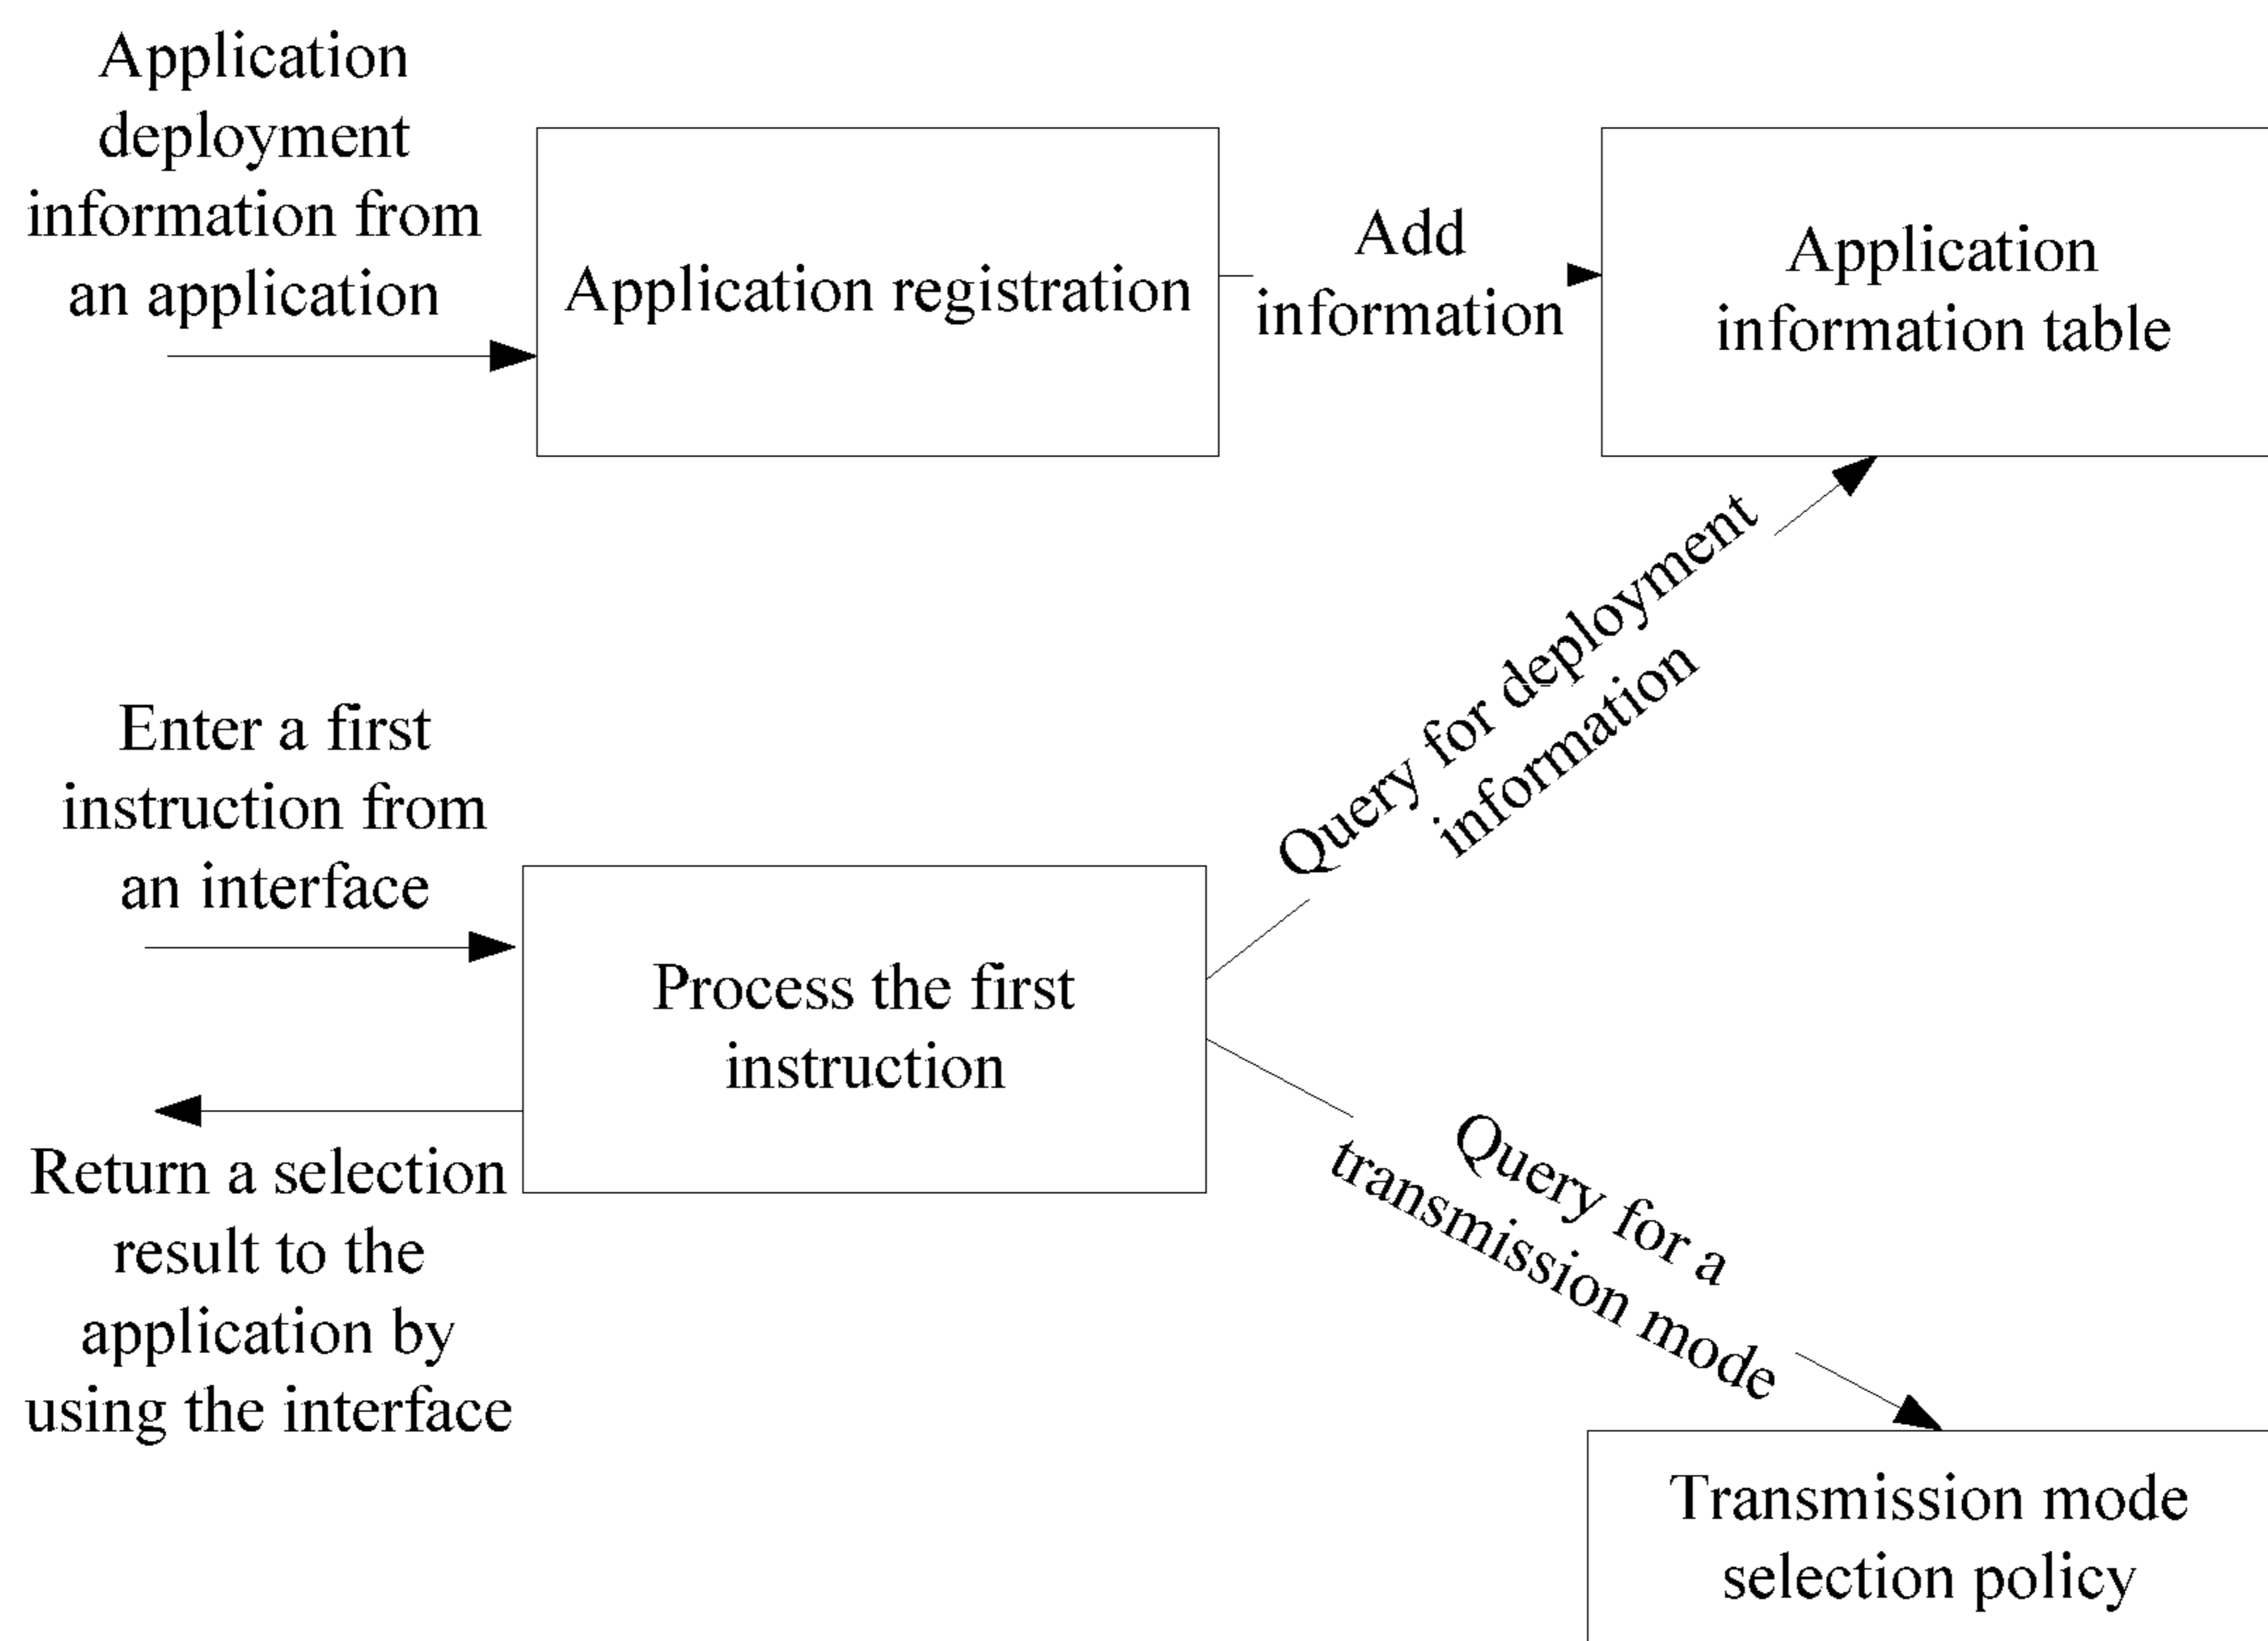 Application
deployment
information from
an application
Application registration
Add
information
Application
information table
Query for deployment
information
Enter a first
instruction from
an interface
Process the first
instruction
Return a selection
result to the
application by
using the interface
Query for a
transmission mode
Transmission mode
selection policy